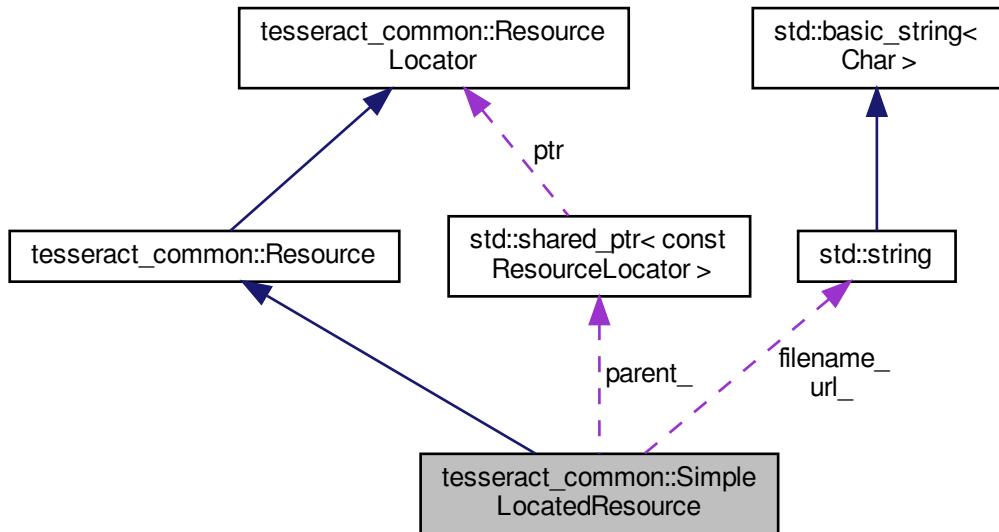 tesseract_common::Resource
Locator
std::basic_string<
Char >
ptr
tesseract_common::Resource
std::shared_ptr< const
ResourceLocator >
std::string
parent_
filename_
url_
tesseract_common::Simple
LocatedResource